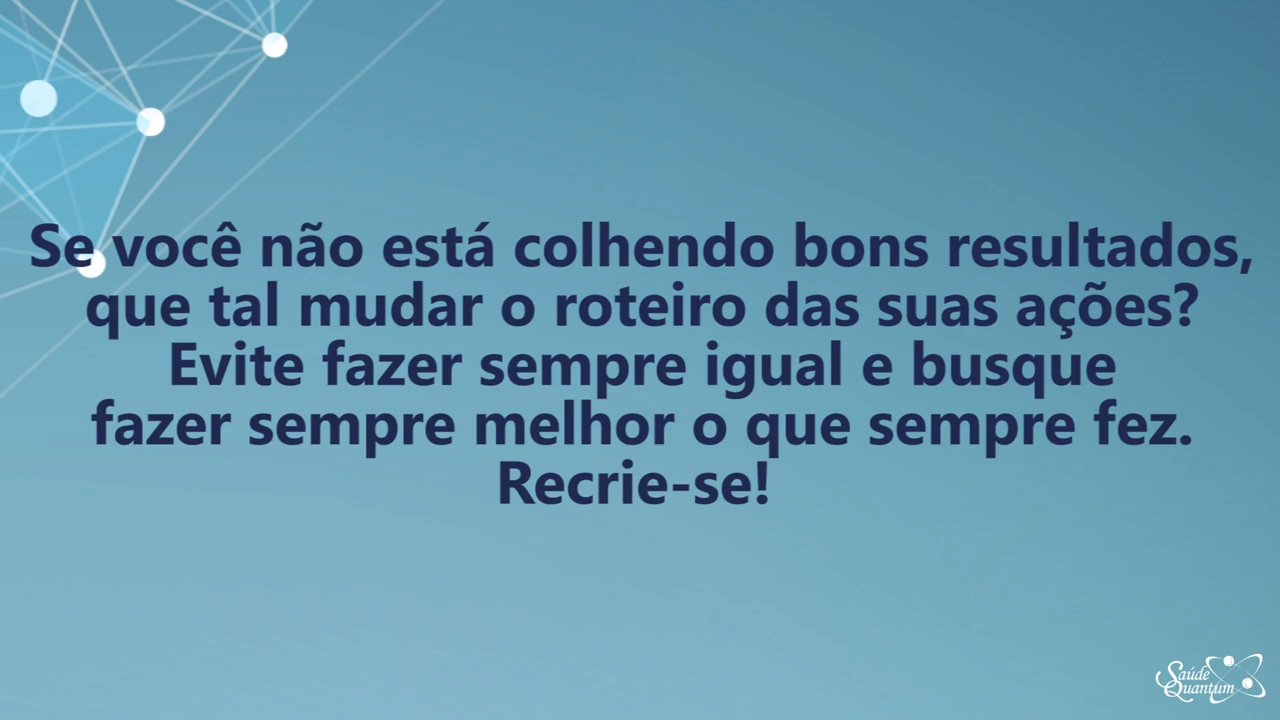 Se você não está colhendo bons resultados,
que tal mudar o roteiro das suas ações?
Evite fazer sempre igual e busque
fazer sempre melhor o que sempre fez.
Recrie-se!
Saúde
Quantum